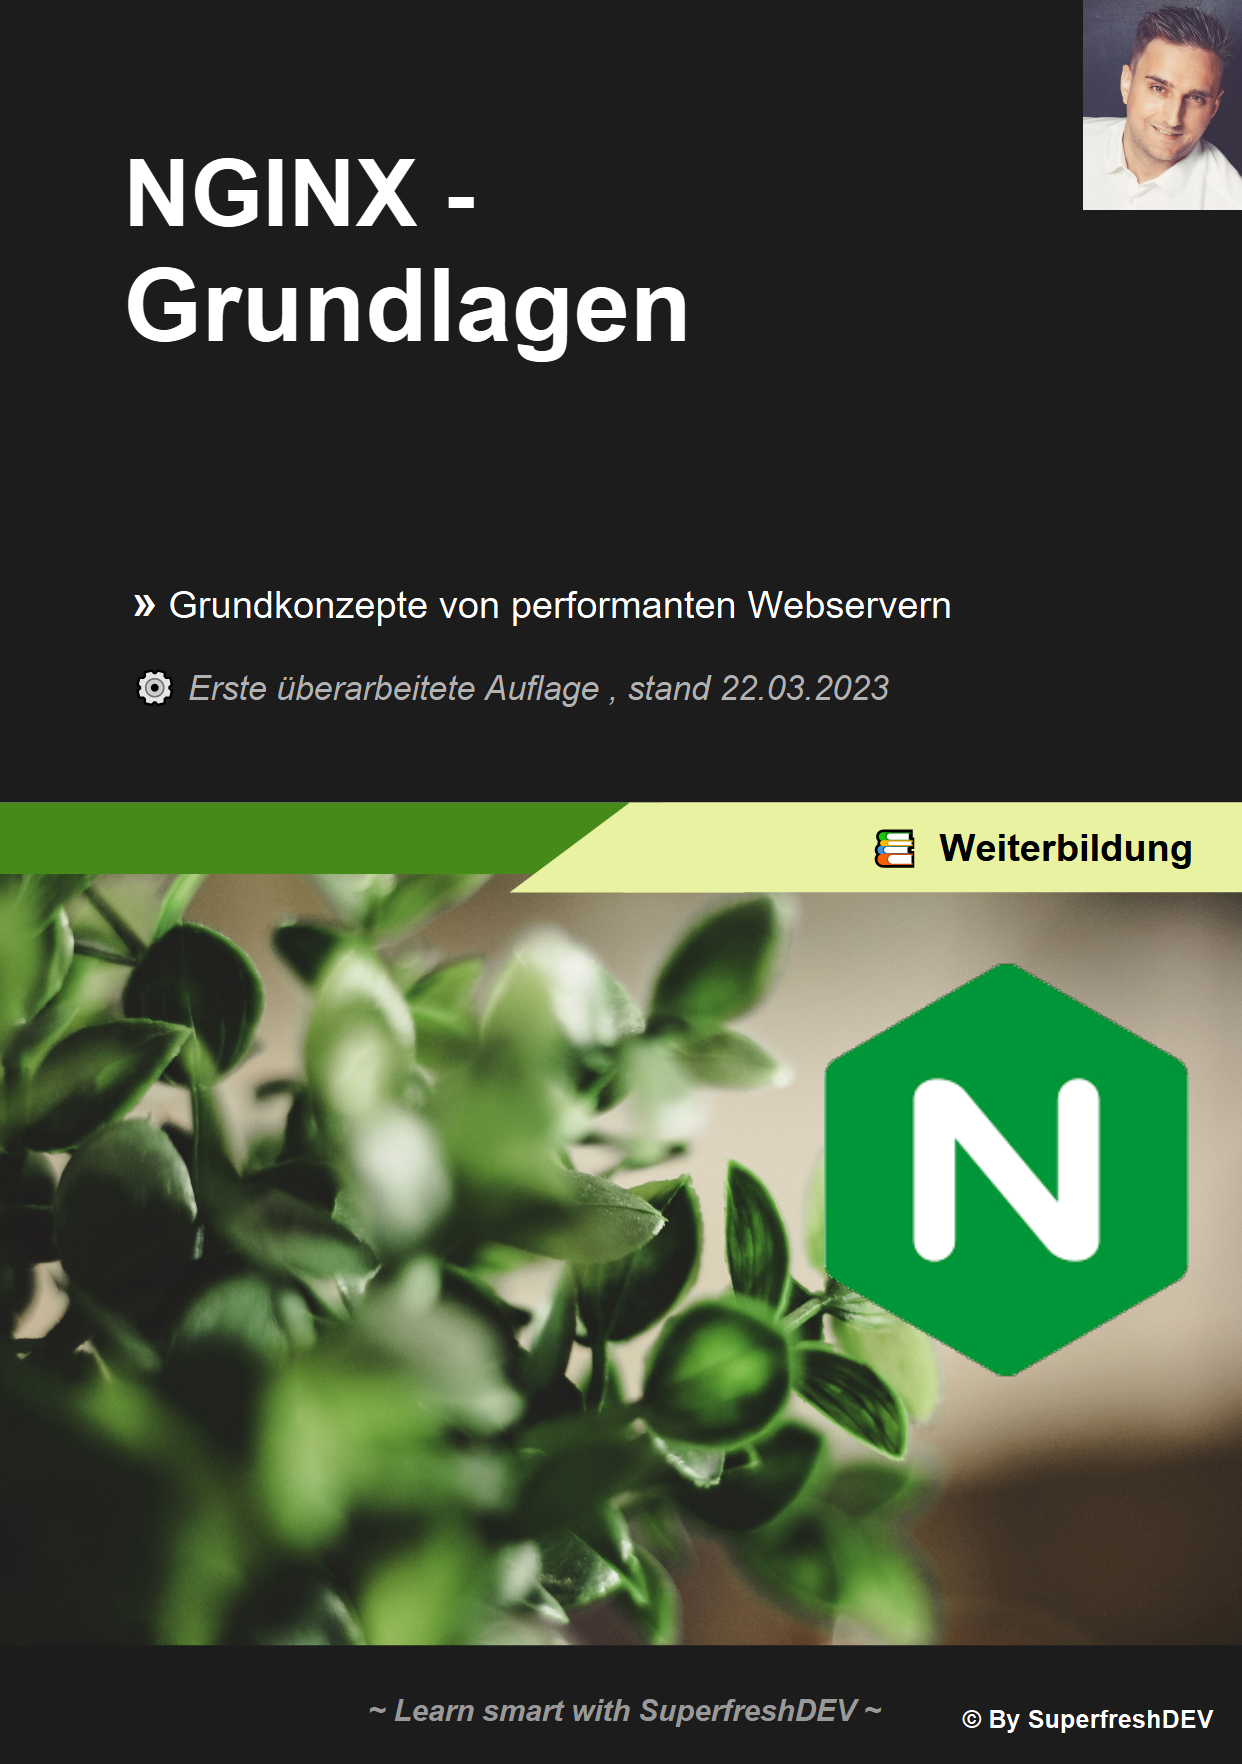 NGINX -
Grundlagen
» Grundkonzepte von performanten Webservern
Erste überarbeitete Auflage , stand 22.03.2023
Weiterbildung
N
~ Learn smart with SuperfreshDEV ~
© By SuperfreshDEV